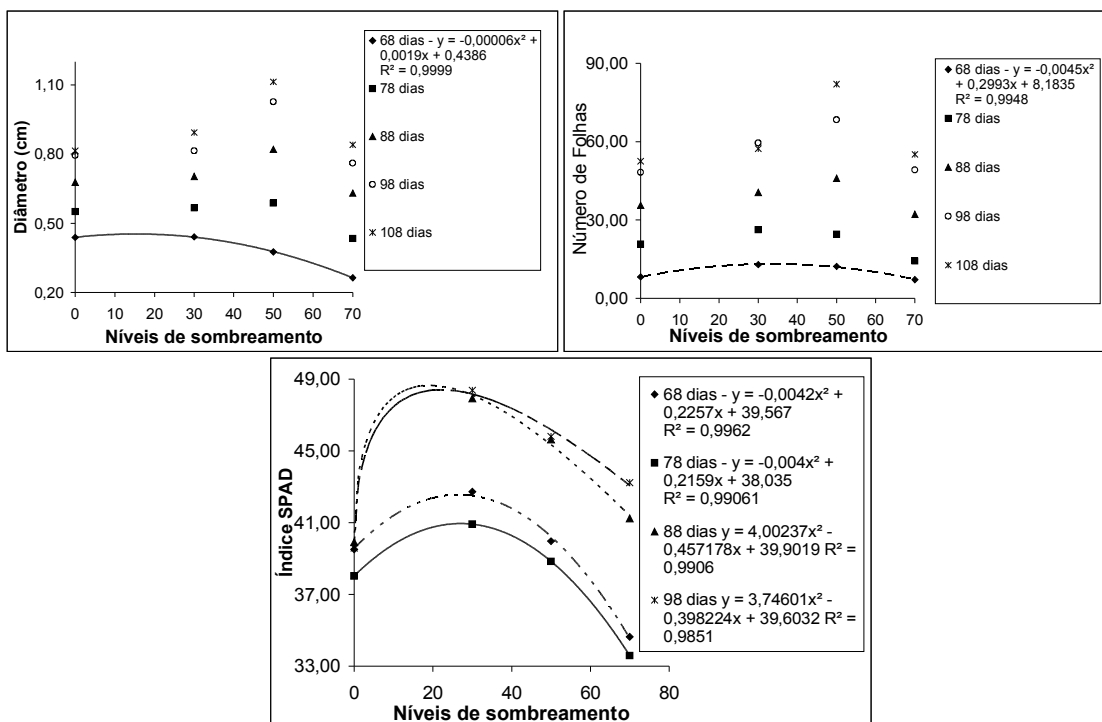 Diâmetro (cm)
1,10
0,80
0,50
0,20
0 10 20 30 40 50 60 70
Níveis de sombreamento
68 dias - y = -0,00006x² +
0,0019x + 0,4386
R² = 0,9999
78 dias
88 dias
98 dias
108 dias
Número de Folhas
90,00
60,00
30,00
0,00
0 10 20 30 40 50 60 70
Níveis de sombreamento
68 dias - y = -0,0045x²
+ 0,2993x + 8,1835
R² = 0,9948
78 dias
88 dias
98 dias
108 dias
Índice SPAD
49,00
45,00
41,00
37,00
33,00
0 20 40 60 80
Níveis de sombreamento
68 dias - y = -0,0042x² +
0,2257x + 39,567
R² = 0,9962
78 dias - y = -0,004x² +
0,2159x + 38,035
R² = 0,99061
88 dias y = 4,00237x² -
0,457178x + 39,9019 R² =
0,9906
98 dias y = 3,74601x² -
0,398224x + 39,6032 R² =
0,9851